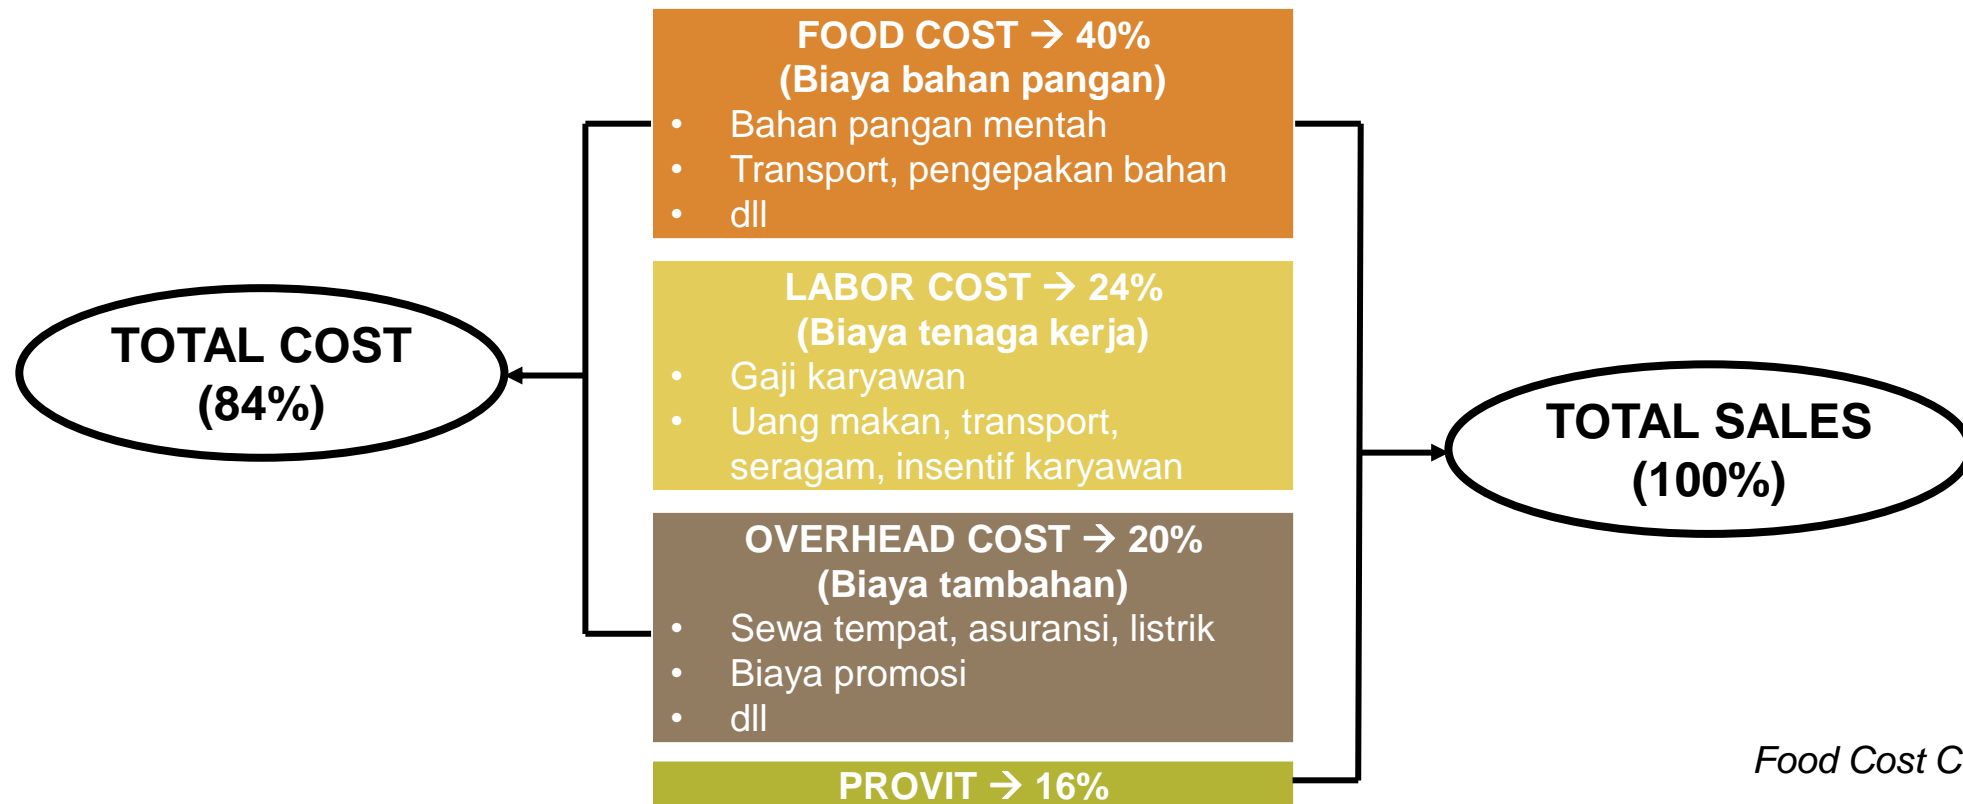 FOOD COST → 40%
(Biaya bahan pangan)
• Bahan pangan mentah
• Transport, pengepakan bahan
• dll
LABOR COST → 24%
(Biaya tenaga kerja)
• Gaji karyawan
• Uang makan, transport,
seragam, insentif karyawan
OVERHEAD COST → 20%
(Biaya tambahan)
• Sewa tempat, asuransi, listrik
• Biaya promosi
• dll
PROVIT → 16%
TOTAL COST
(84%)
TOTAL SALES
(100%)
Food Cost C